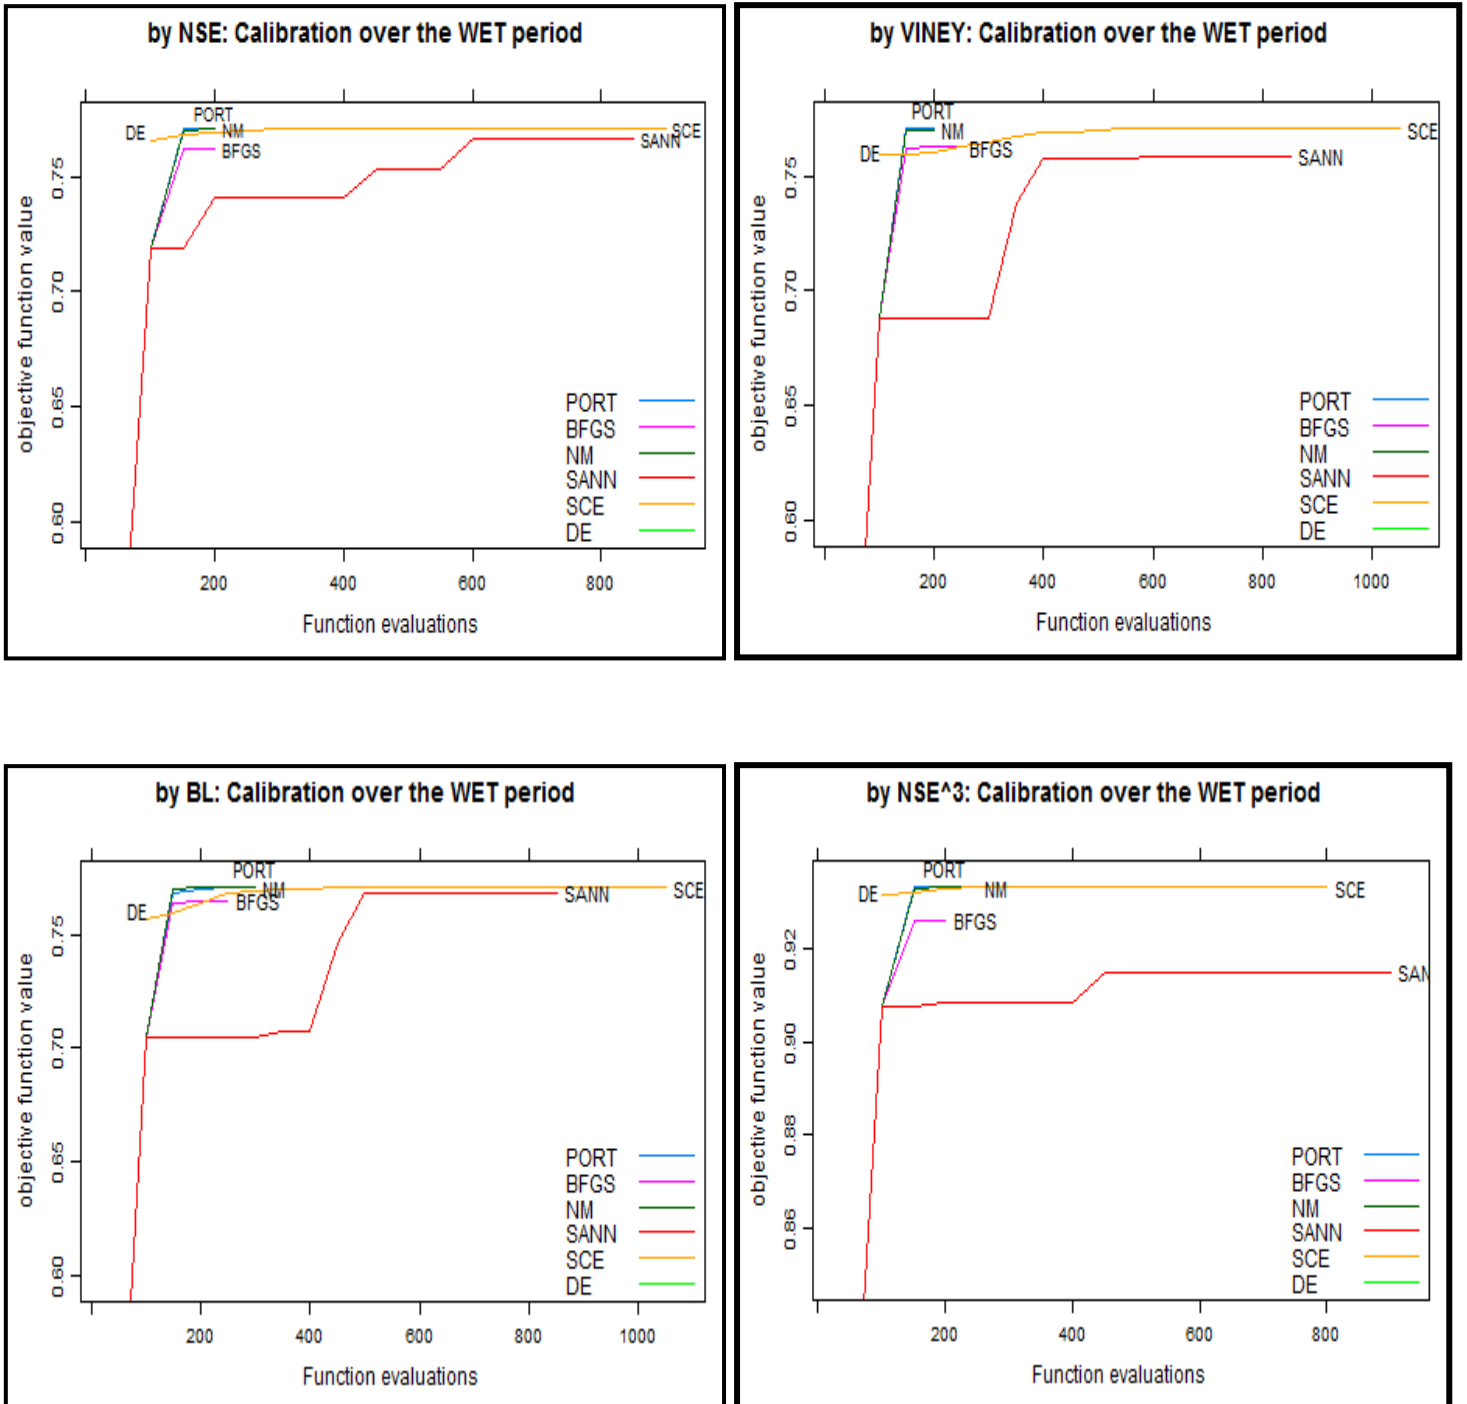 by NSE: Calibration over the WET period
PORT
DE
NM
SCE
SANN
BFGS
0.75
0.70
0.65
0.60
objective function value
PORT
BFGS
NM
SANN
SCE
DE
200 400 600 800
Function evaluations
by VINEY: Calibration over the WET period
PORT
NM
SCE
DE
BFGS
SANN
0.75
0.70
0.65
0.60
objective function value
PORT
BFGS
NM
SANN
SCE
DE
200 400 600 800 1000
Function evaluations
by BL: Calibration over the WET period
PORT
NM
SANN
SCE
BFGS
DE
0.75
0.70
0.65
0.60
objective function value
PORT
BFGS
NM
SANN
SCE
DE
200 400 600 800 1000
Function evaluations
by NSE^3: Calibration over the WET period
PORT
DE
NM
SCE
BFGS
SAN
0.92
0.90
0.88
0.86
objective function value
PORT
BFGS
NM
SANN
SCE
DE
200 400 600 800
Function evaluations